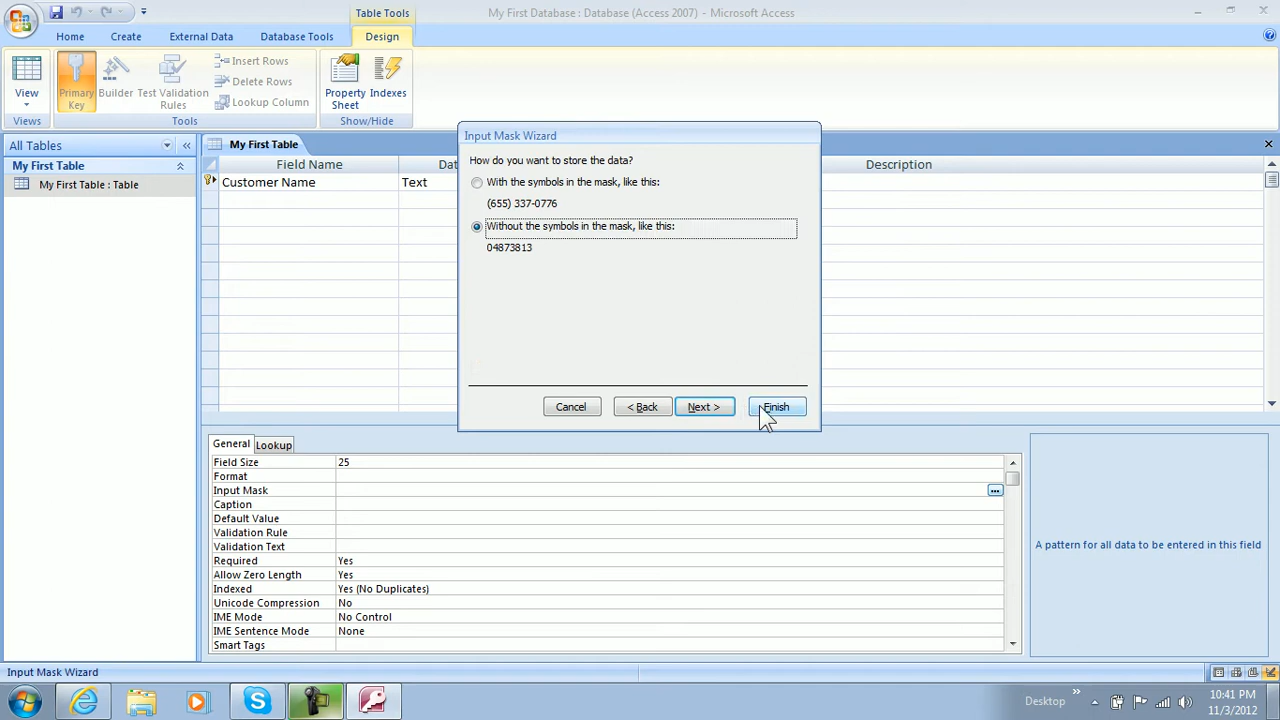 Table Tools
My First Database : Database (Access 2007) - Microsoft Access
Home
Create
External Data
Database Tools
Design
View
Primary Key
Builder
Test Validation Rules
Insert Rows
Delete Rows
Lookup Column
Property Sheet
Indexes
Views
Tools
Show/Hide
All Tables
My First Table
My First Table : Table
My First Table
Field Name
Dat
Description
Customer Name
Text
Input Mask Wizard
How do you want to store the data?
With the symbols in the mask, like this:
(655) 337-0776
Without the symbols in the mask, like this:
04873813
Cancel
< Back
Next >
Finish
General
Lookup
Field Size
25
Format
Input Mask
...
Caption
Default Value
Validation Rule
Validation Text
Required
Yes
Allow Zero Length
Yes
Indexed
Yes (No Duplicates)
Unicode Compression
No
IME Mode
No Control
IME Sentence Mode
None
Smart Tags
A pattern for all data to be entered in this field
Input Mask Wizard
Desktop
10:41 PM
11/3/2012